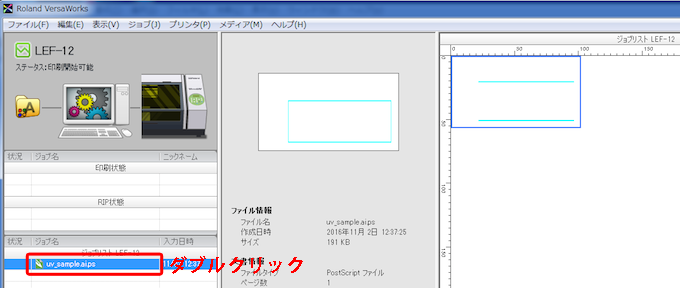 Roland VersaWorks
ファイル(F) 編集(E) 表示(V) ジョブ(J) プリンタ(P) メディア(M) ヘルプ(H)
LEF-12
ステータス:印刷開始可能
状況 ジョブ名 ニックネーム
印刷状態
RIP状態
状況 ジョブ名 入力日時
ジョブリスト LEF-12
uv_sample.ai.ps
ダブルクリック
ファイル情報
ファイル名 uv_sample.ai.ps
作成日時 2016年11月 2日 12:37:25
サイズ 191 KB
書情報
ファイルタイプ PostScript ファイル
ページ数 1
ジョブリスト LEF-12
0 50 100 150
0
50
100
150